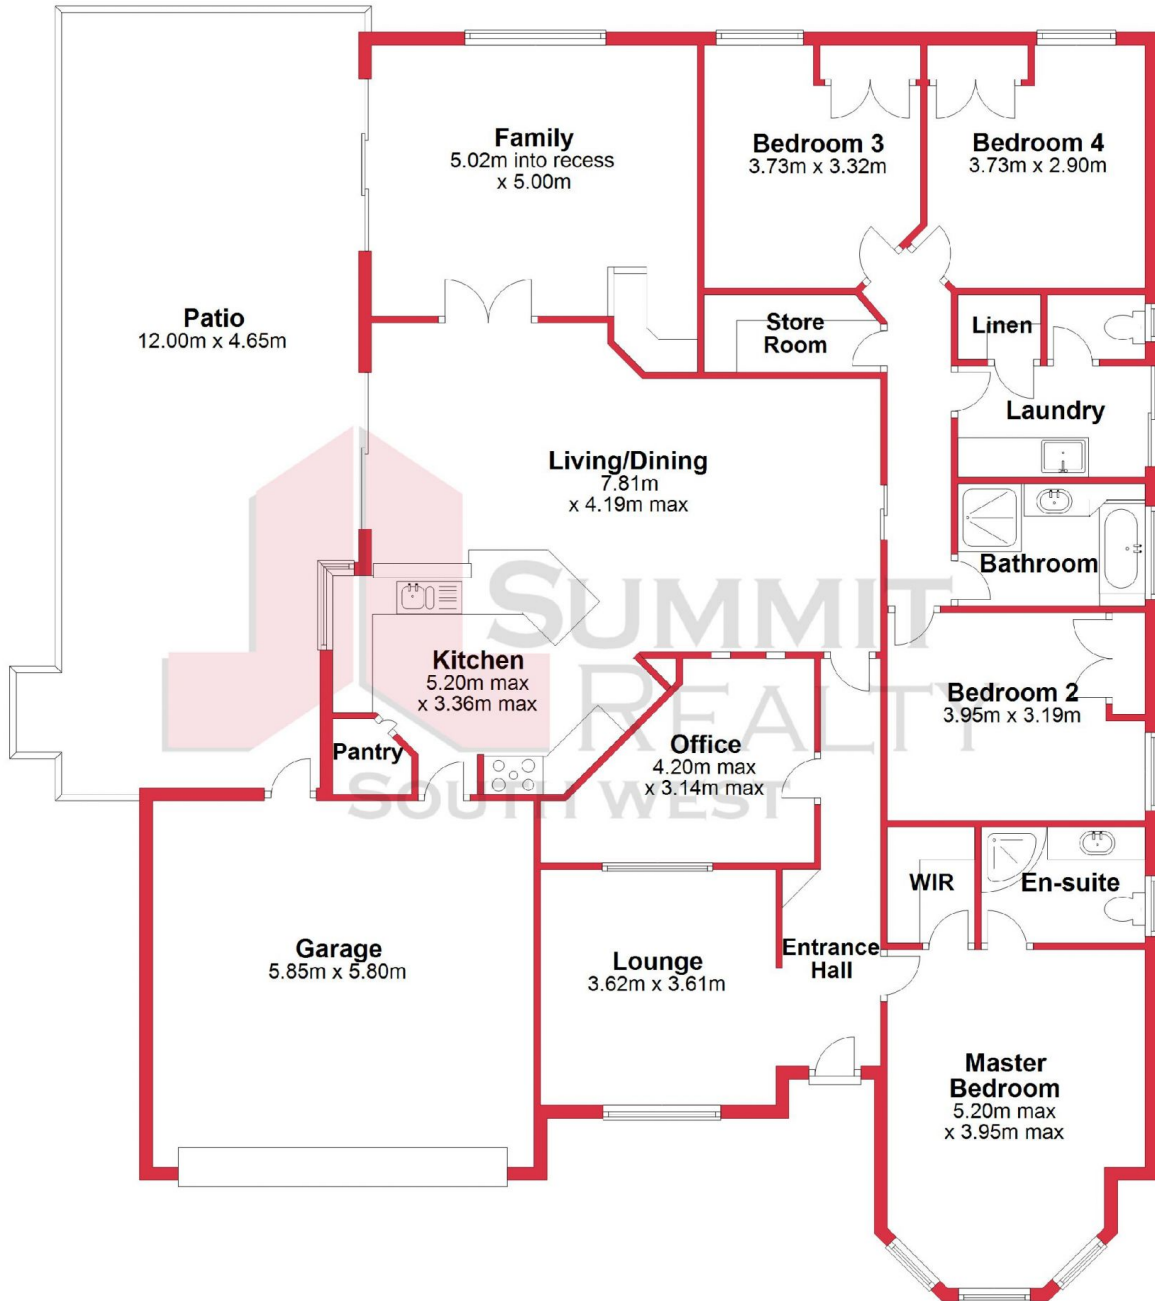 Family
5.02m into recess
x 5.00m
Bedroom 3
3.73m x 3.32m
Bedroom 4
3.73m x 2.90m
Patio
12.00m x 4.65m
Store
Room
Linen
Laundry
Living/Dining
7.81m
x 4.19m max
Bathroom
SUMMIT
REALTY
SOUTH WEST
Kitchen
5.20m max
x 3.36m max
Pantry
Office
4.20m max
x 3.14m max
Bedroom 2
3.95m x 3.19m
WIR
En-suite
Garage
5.85m x 5.80m
Lounge
3.62m x 3.61m
Entrance
Hall
Master
Bedroom
5.20m max
x 3.95m max